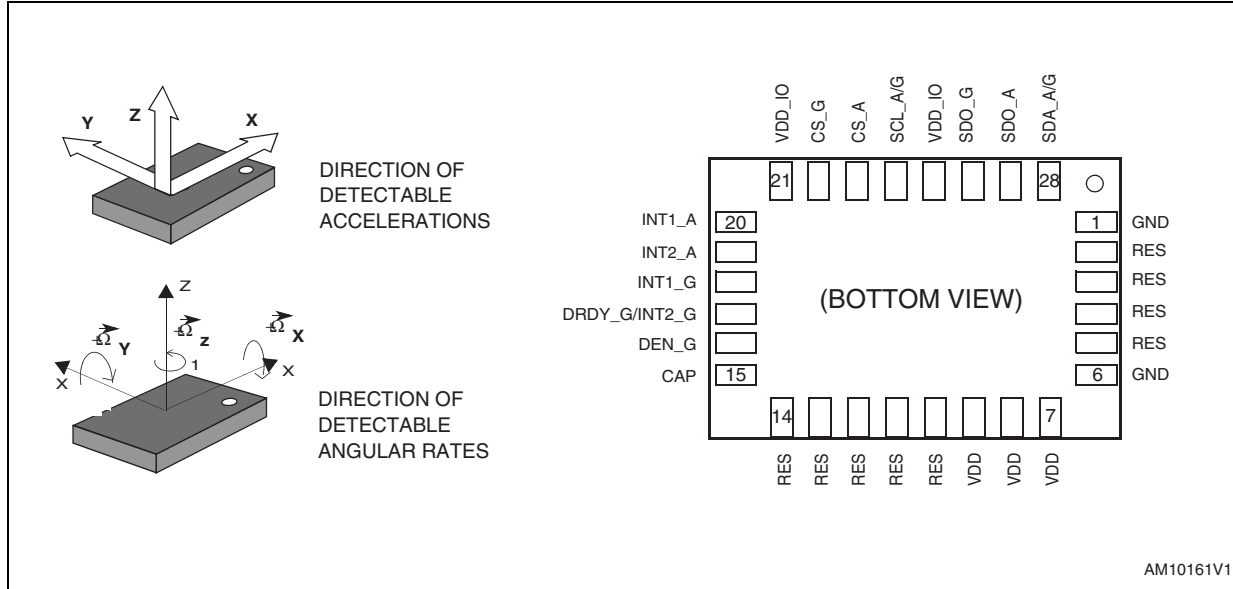 Z
Y
X
DIRECTION OF
DETECTABLE
ACCELERATIONS
Z
-Ω Y
-Ω z
-Ω X
X
1
X
DIRECTION OF
DETECTABLE
ANGULAR RATES
VDD_IO
CS_G
CS_A
SCL_A/G
VDD_IO
SDO_G
SDO_A
SDA_A/G
21
28
INT1_A
20
1
GND
INT2_A
RES
INT1_G
RES
(BOTTOM VIEW)
DRDY_G/INT2_G
RES
DEN_G
RES
CAP
15
6
GND
14
7
RES
RES
RES
RES
RES
VDD
VDD
VDD
AM10161V1